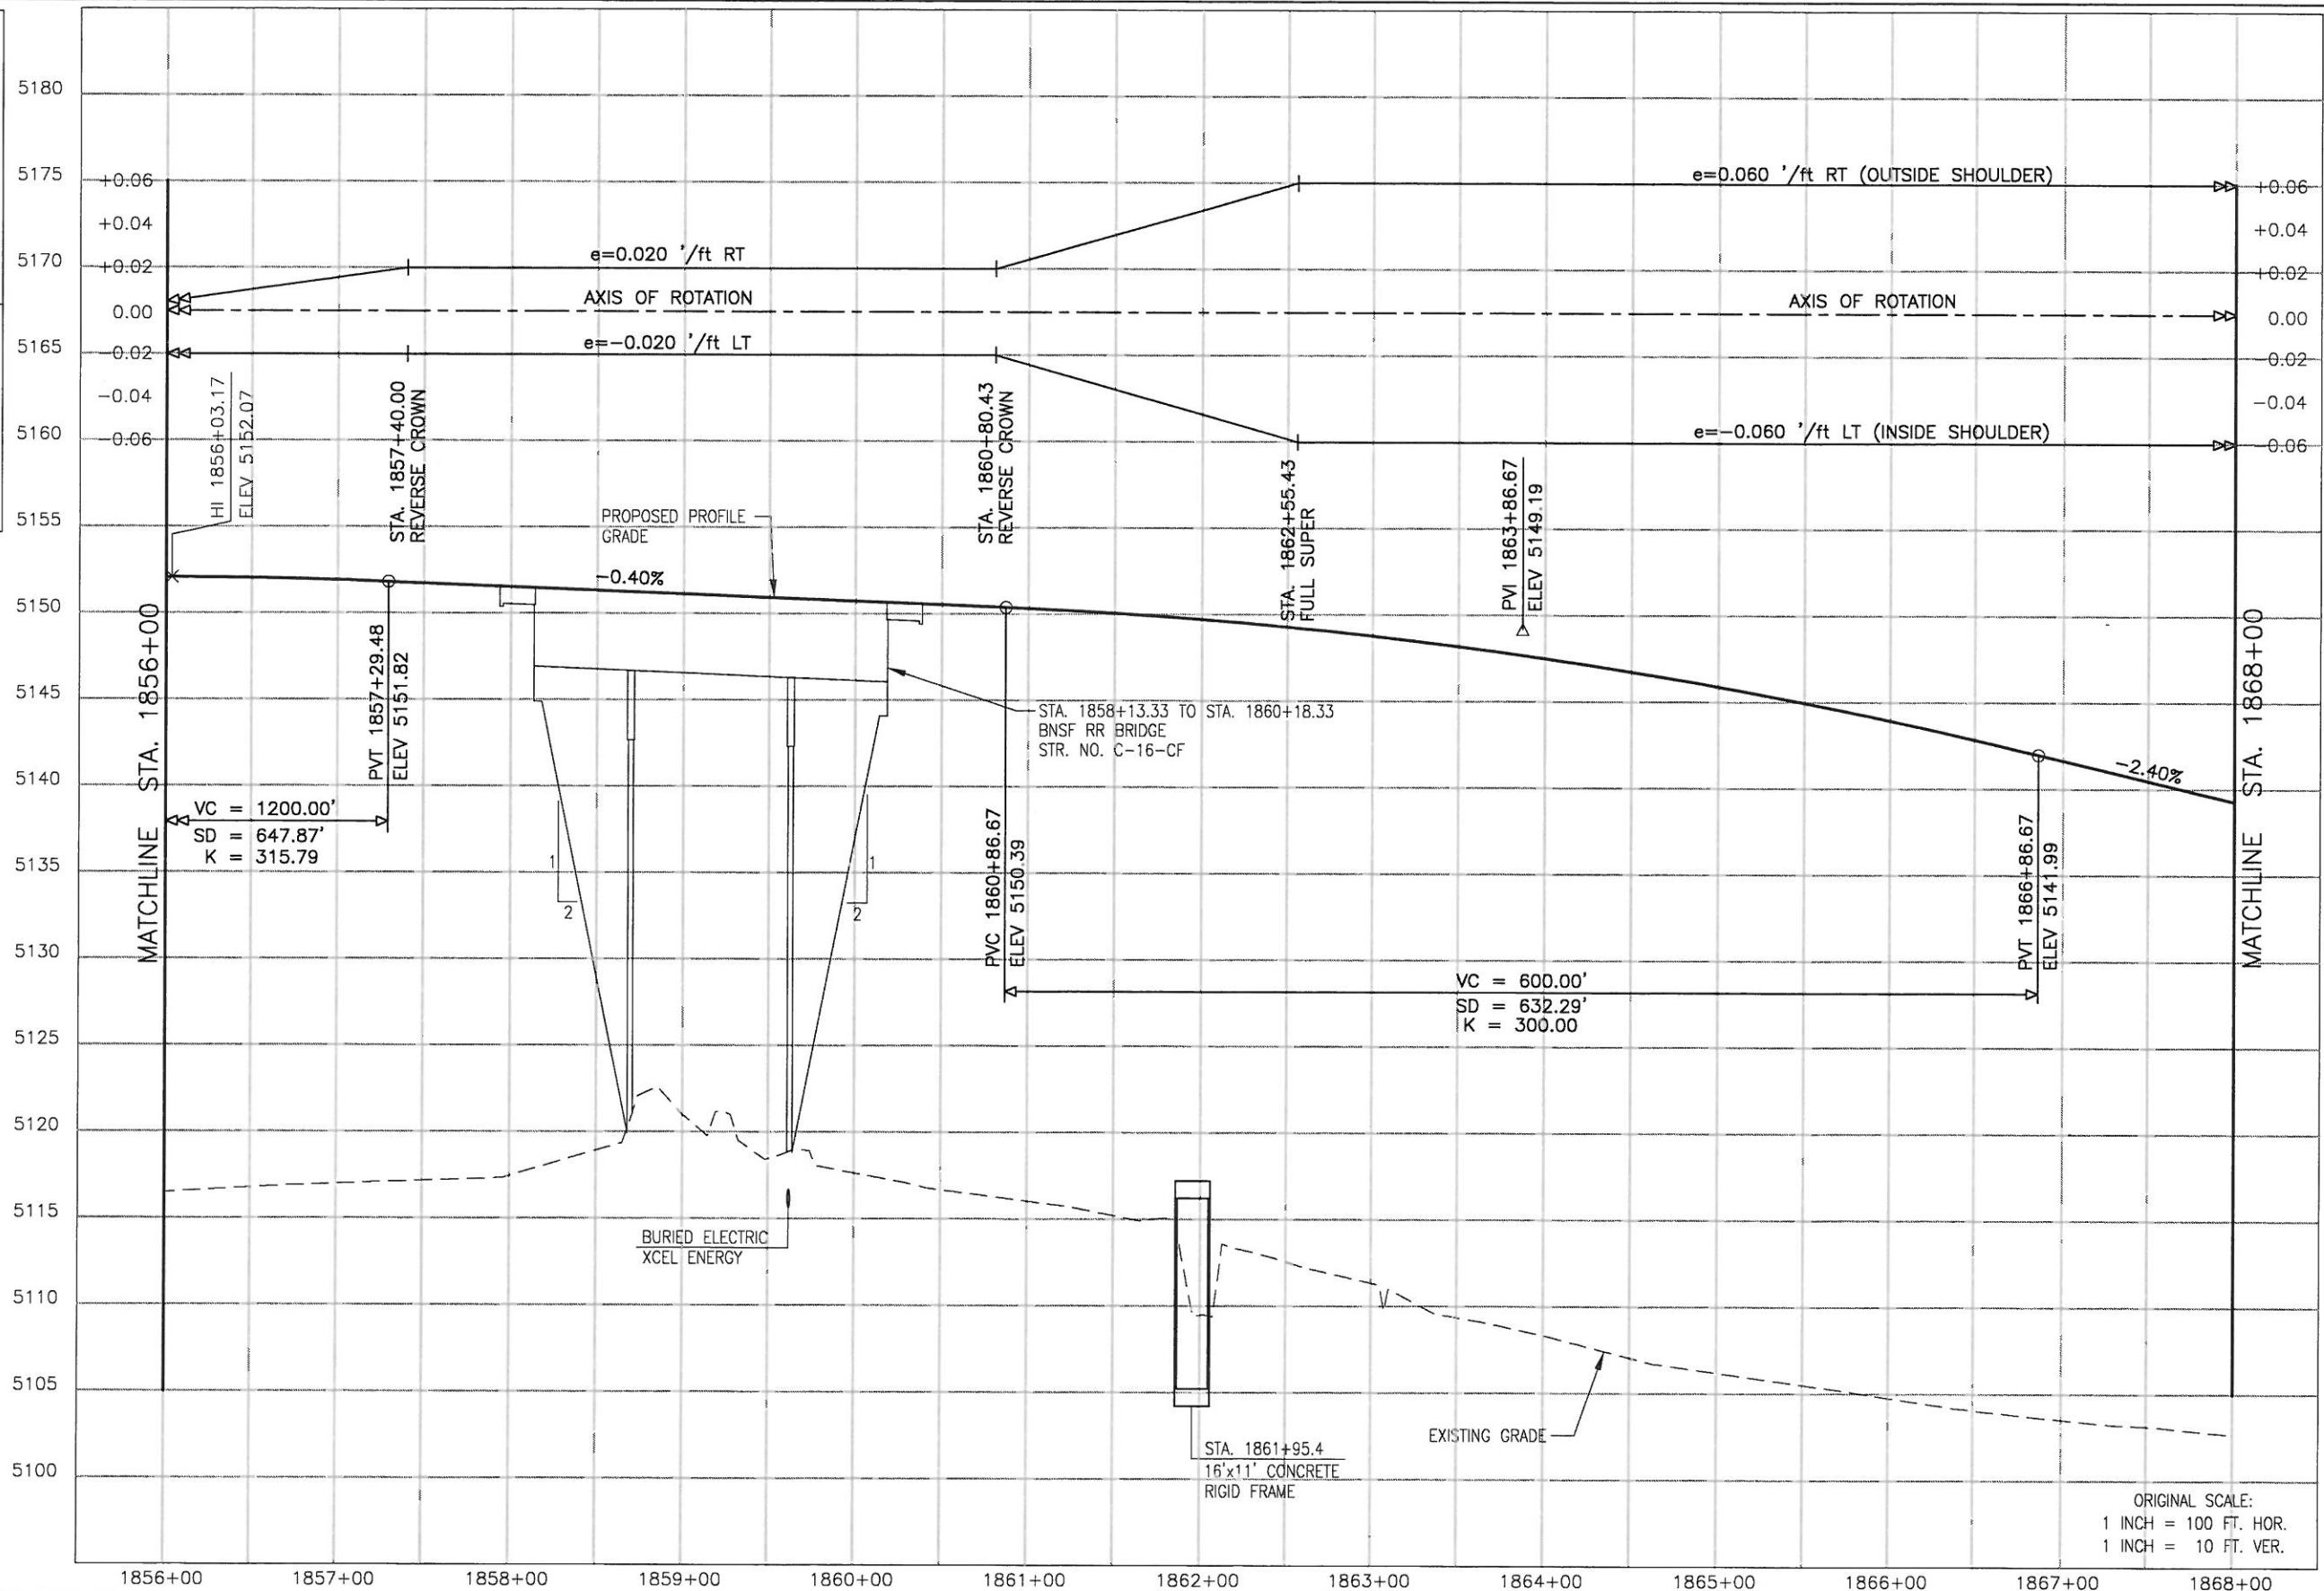 5180
5175
5170
5165
5160
5155
5150
5145
5140
5135
5130
5125
5120
5115
5110
5105
5100
+0.06
+0.04
+0.02
0.00
-0.02
-0.04
-0.06
e=0.020 '/ft RT
AXIS OF ROTATION
e=-0.020 '/ft LT
e=0.060 '/ft RT (OUTSIDE SHOULDER)
AXIS OF ROTATION
e=-0.060 '/ft LT (INSIDE SHOULDER)
+0.06
+0.04
+0.02
0.00
-0.02
-0.04
-0.06
HI 1856+03.17
ELEV 5152.07
STA. 1857+40.00
REVERSE CROWN
STA. 1860+80.43
REVERSE CROWN
STA. 1862+55.43
FULL SUPER
PVI 1863+86.67
ELEV 5149.19
PROPOSED PROFILE
GRADE
-0.40%
MATCHLINE STA. 1856+00
PVT 1857+29.48
ELEV 5151.82
VC = 1200.00'
SD = 647.87'
K = 315.79
1
2
1
2
STA. 1858+13.33 TO STA. 1860+18.33
BNSF RR BRIDGE
STR. NO. C-16-CF
PVC 1860+86.67
ELEV 5150.39
VC = 600.00'
SD = 632.29'
K = 300.00
PVT 1866+86.67
ELEV 5141.99
-2.40%
MATCHLINE STA. 1868+00
BURIED ELECTRIC
XCEL ENERGY
STA. 1861+95.4
16'x11' CONCRETE
RIGID FRAME
EXISTING GRADE
ORIGINAL SCALE:
1 INCH = 100 FT. HOR.
1 INCH = 10 FT. VER.
1856+00 1857+00 1858+00 1859+00 1860+00 1861+00 1862+00 1863+00 1864+00 1865+00 1866+00 1867+00 1868+00